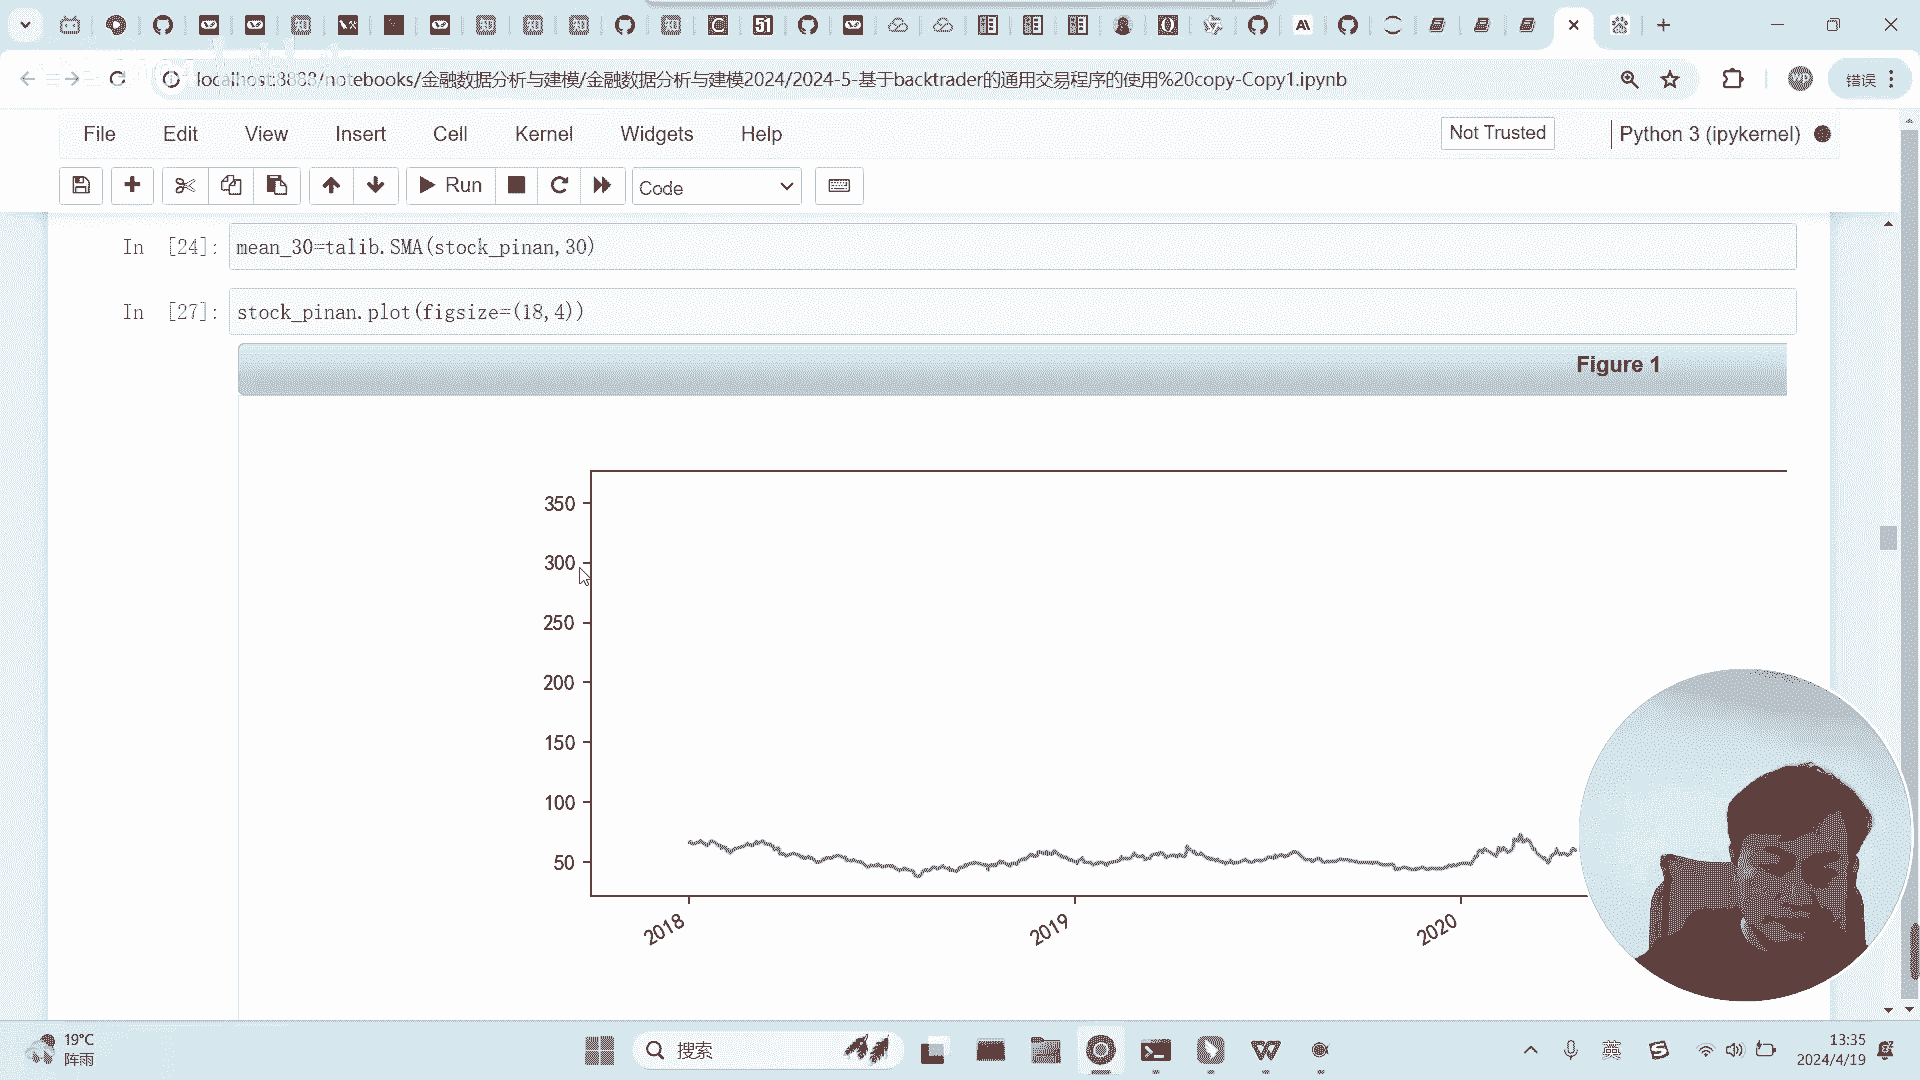 localhost:8888/notebooks/金融数据分析与建模/金融数据分析与建模2024/2024-5-基于backtrader的通用交易程序的使用%20copy-Copy1.ipynb
错误
File Edit View Insert Cell Kernel Widgets Help
Not Trusted
Python 3 (ipykernel)
Run
Code
In [24]: mean_30=talib.SMA(stock_pinan,30)
In [27]: stock_pinan.plot(figsize=(18,4))
Figure 1
350
300
250
200
150
100
50
2018 2019 2020
19°C
阵雨
搜索
英
13:35
2024/4/19